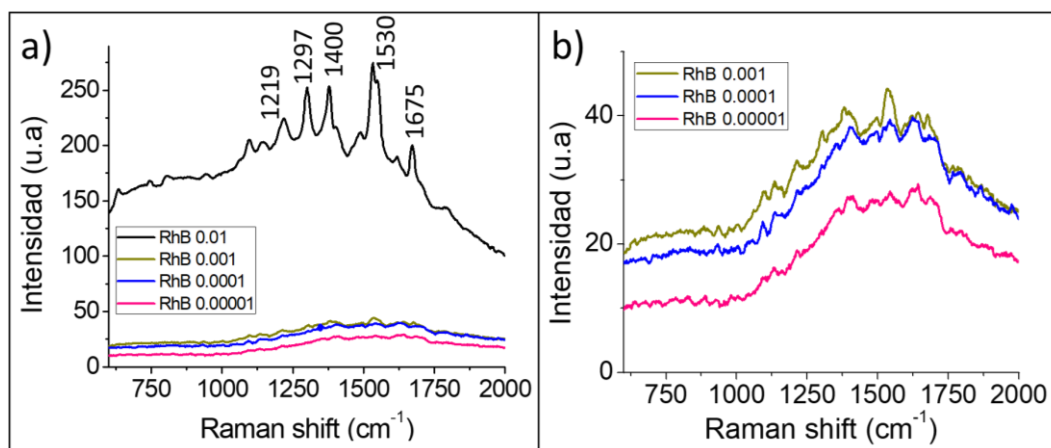 a)
1219
1297
1400
1530
1675
Intensidad (u.a)
250
200
150
100
50
0
RhB 0.01
RhB 0.001
RhB 0.0001
RhB 0.00001
750 1000 1250 1500 1750 2000
Raman shift (cm⁻¹)
b)
RhB 0.001
RhB 0.0001
RhB 0.00001
Intensidad (u.a)
40
20
0
750 1000 1250 1500 1750 2000
Raman shift (cm⁻¹)